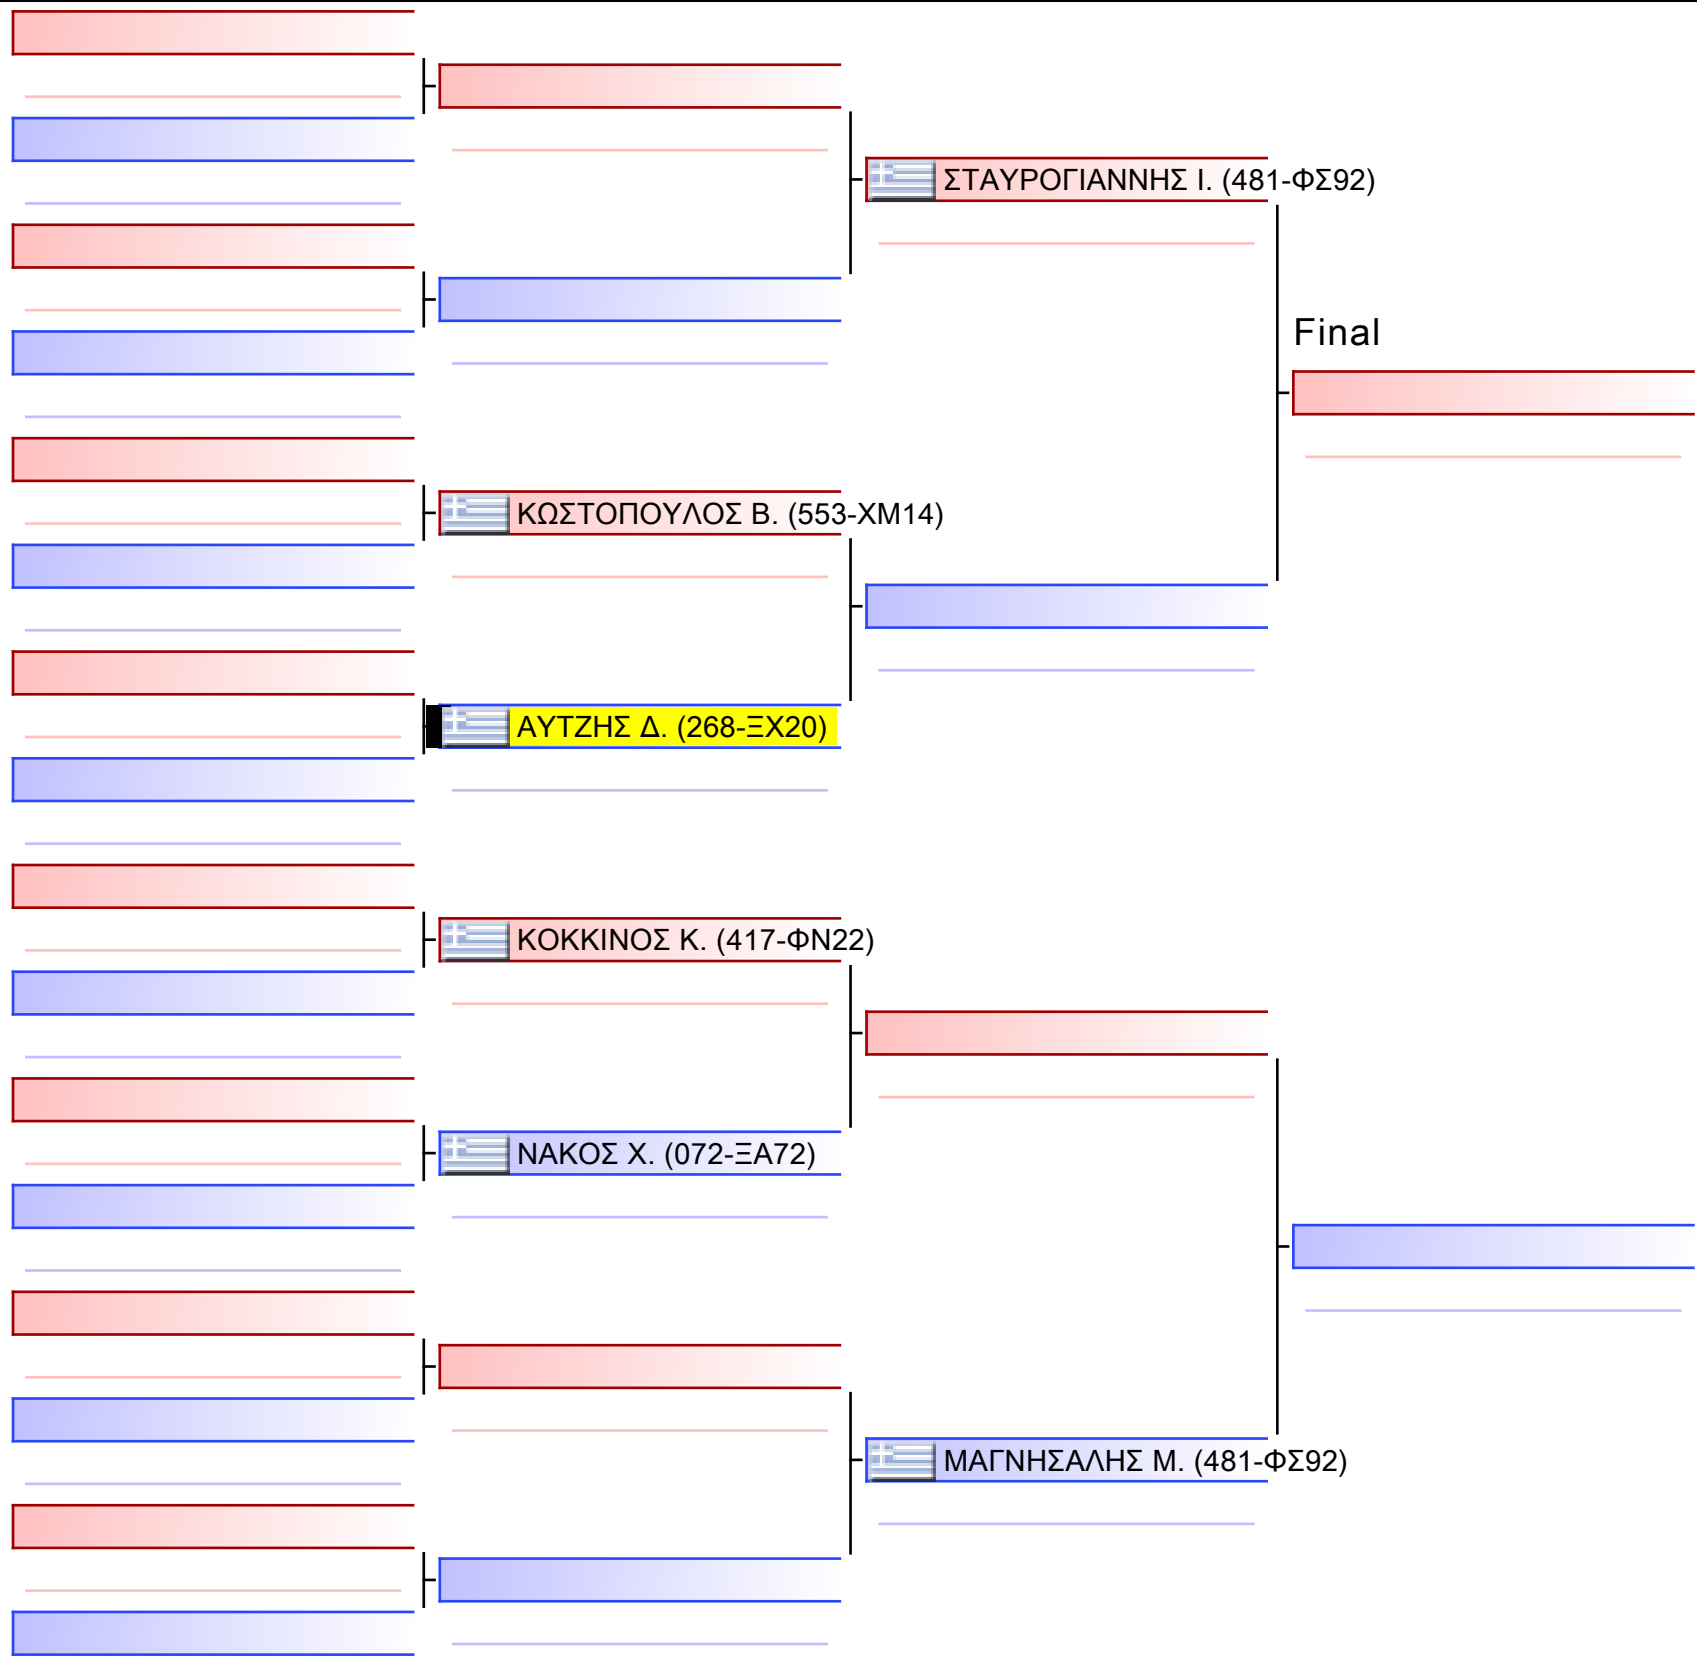 ΣΤΑΥΡΟΓΙΑΝΝΗΣ Ι. (481-ΦΣ92)
Final
ΚΩΣΤΟΠΟΥΛΟΣ Β. (553-ΧΜ14)
ΑΥΤΖΗΣ Δ. (268-ΞΧ20)
ΚΟΚΚΙΝΟΣ Κ. (417-ΦΝ22)
ΝΑΚΟΣ Χ. (072-ΞΑ72)
ΜΑΓΝΗΣΑΛΗΣ Μ. (481-ΦΣ92)